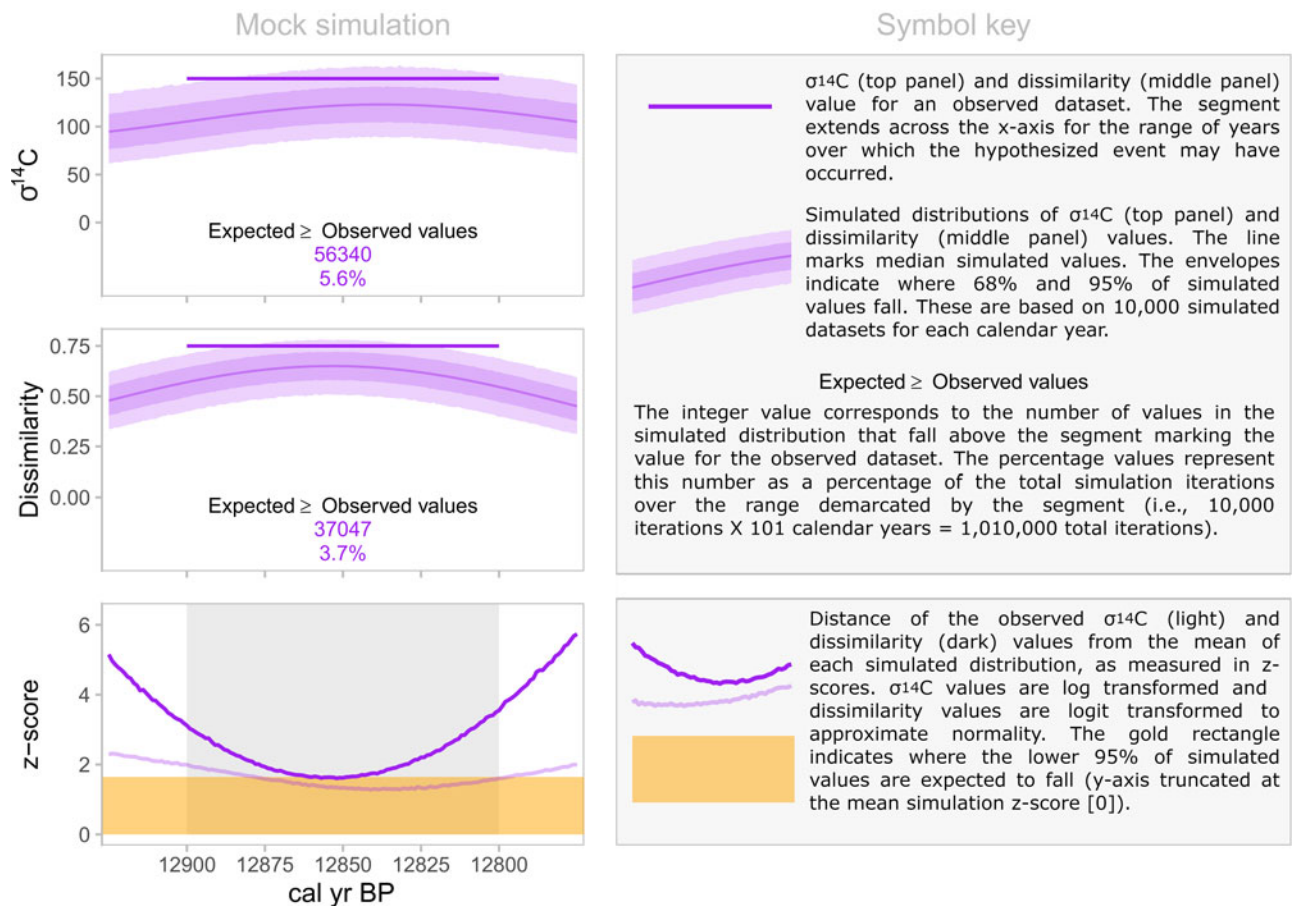 Mock simulation
Symbol key
150
100
50
0
σ14C
Expected ≥ Observed values
56340
5.6%
0.75
0.50
0.25
0.00
Dissimilarity
Expected ≥ Observed values
37047
3.7%
6
4
2
0
z-score
12900
12875
12850
12825
12800
cal yr BP
σ14C (top panel) and dissimilarity (middle panel)
value for an observed dataset. The segment
extends across the x-axis for the range of years
over which the hypothesized event may have
occurred.
Simulated distributions of σ14C (top panel) and
dissimilarity (middle panel) values. The line
marks median simulated values. The envelopes
indicate where 68% and 95% of simulated
values fall. These are based on 10,000 simulated
datasets for each calendar year.
Expected ≥ Observed values
The integer value corresponds to the number of values in the
simulated distribution that fall above the segment marking the
value for the observed dataset. The percentage values represent
this number as a percentage of the total simulation iterations
over the range demarcated by the segment (i.e., 10,000
iterations X 101 calendar years = 1,010,000 total iterations).
Distance of the observed σ14C (light) and
dissimilarity (dark) values from the mean of
each simulated distribution, as measured in z-
scores. σ14C values are log transformed and
dissimilarity values are logit transformed to
approximate normality. The gold rectangle
indicates where the lower 95% of simulated
values are expected to fall (y-axis truncated at
the mean simulation z-score [0]).